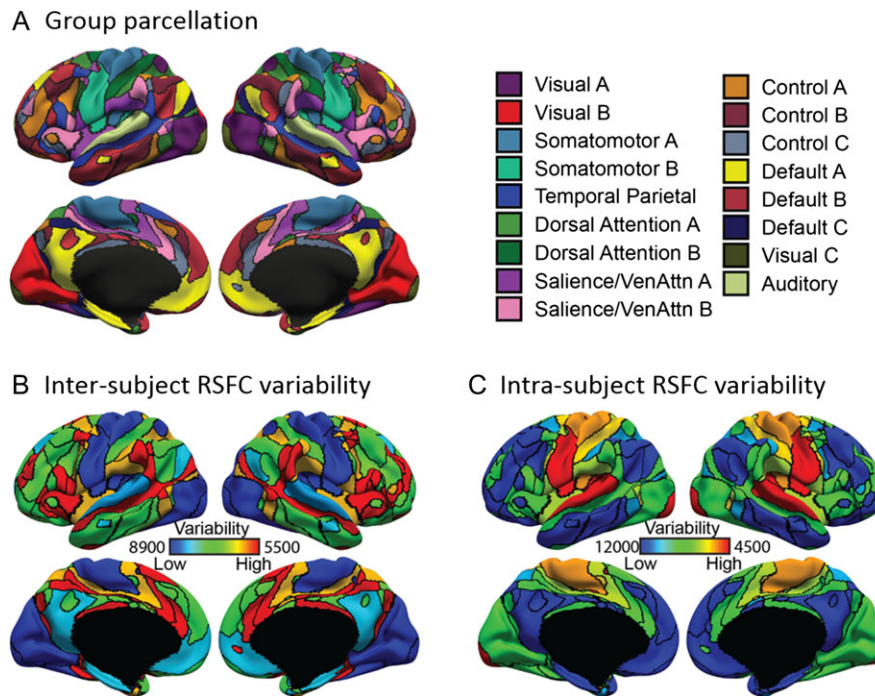 A Group parcellation
Visual A
Visual B
Somatomotor A
Somatomotor B
Temporal Parietal
Dorsal Attention A
Dorsal Attention B
Salience/VenAttn A
Salience/VenAttn B
Control A
Control B
Control C
Default A
Default B
Default C
Visual C
Auditory
B Inter-subject RSFC variability
Variability
8900 5500
Low High
C Intra-subject RSFC variability
Variability
12000 4500
Low High